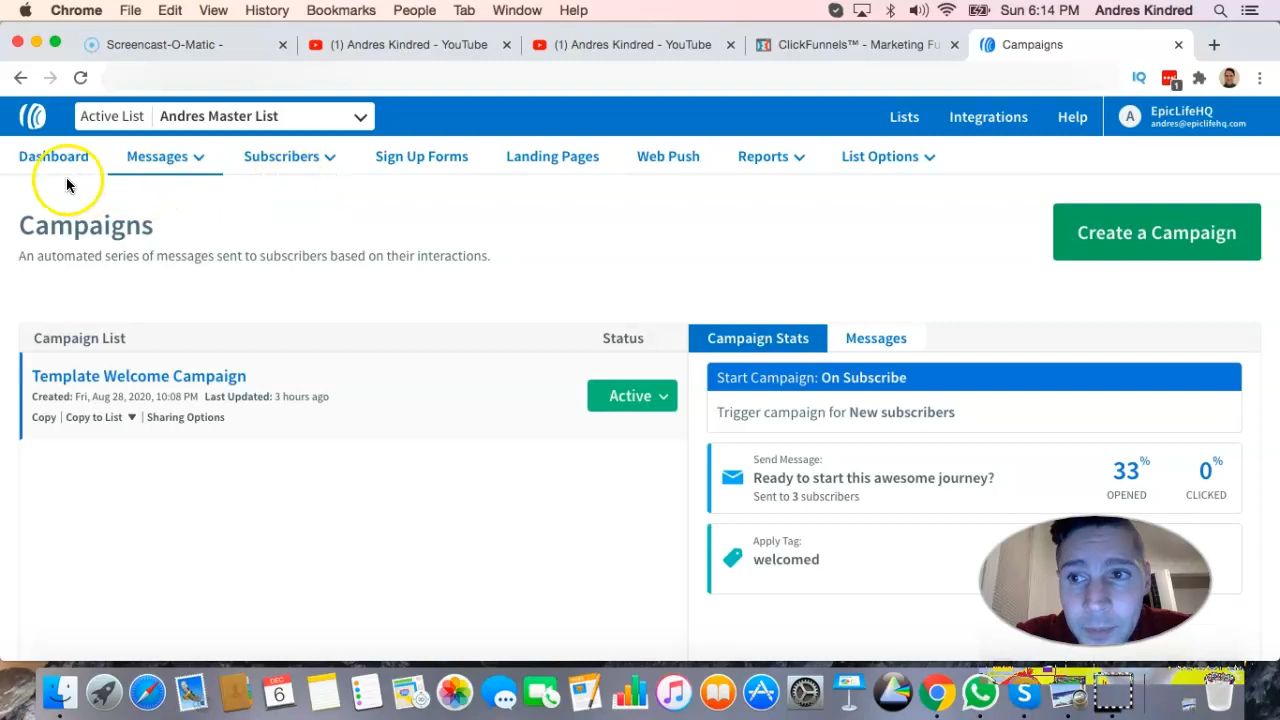 Chrome File Edit View History Bookmarks People Tab Window Help Sun 6:14 PM Andres Kindred
Screencast-O-Matic - (1) Andres Kindred - YouTube (1) Andres Kindred - YouTube ClickFunnels™ - Marketing Fu Campaigns
IQ 1
Active List Andres Master List Lists Integrations Help A EpicLifeHQ
andres@epiclifehq.com
Dashboard Messages Subscribers Sign Up Forms Landing Pages Web Push Reports List Options
Campaigns
Create a Campaign
An automated series of messages sent to subscribers based on their interactions.
Campaign List Status Campaign Stats Messages
Template Welcome Campaign
Created: Fri, Aug 28, 2020, 10:08 PM Last Updated: 3 hours ago
Copy | Copy to List | Sharing Options
Active
Start Campaign: On Subscribe
Trigger campaign for New subscribers
Send Message:
Ready to start this awesome journey?
Sent to 3 subscribers
33%
OPENED
0%
CLICKED
Apply Tag:
welcomed
DEC
6